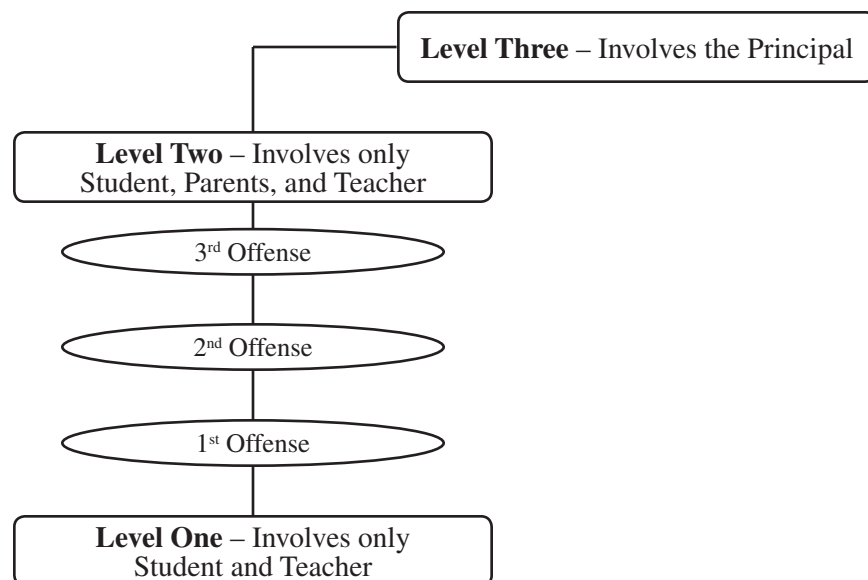 Level Three – Involves the Principal
Level Two – Involves only
Student, Parents, and Teacher
3rd Offense
2nd Offense
1st Offense
Level One – Involves only
Student and Teacher